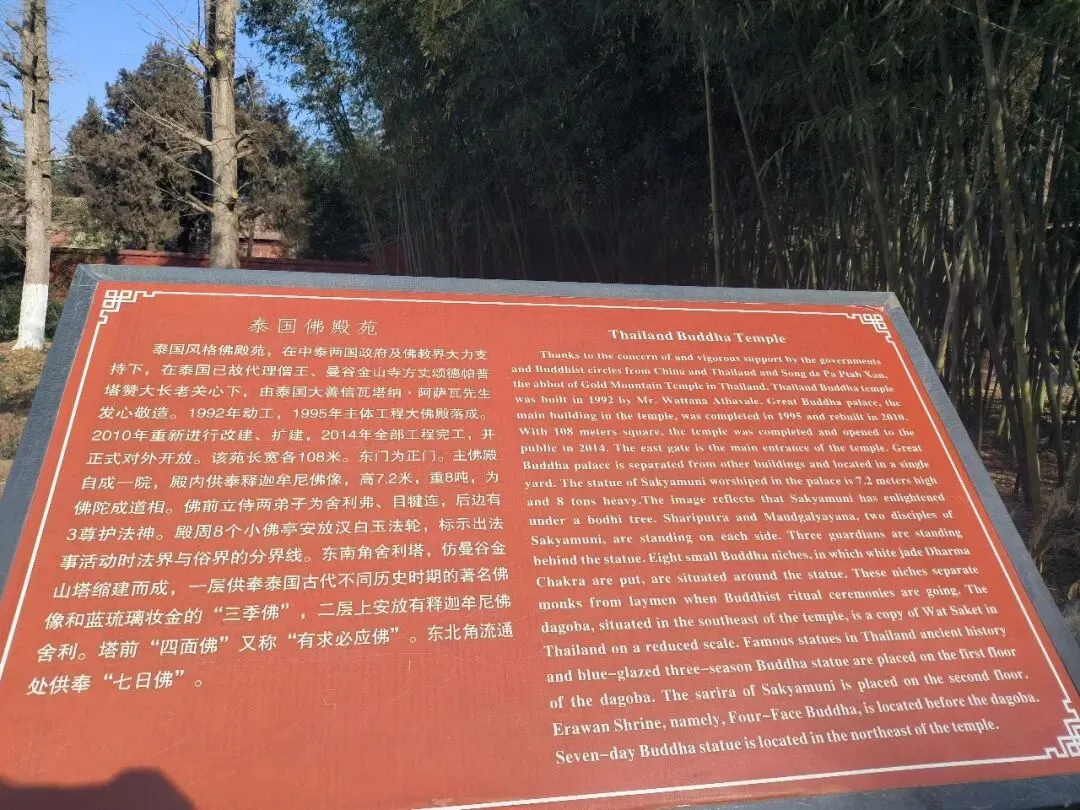 泰国佛殿苑
泰国风格佛殿苑，在中泰两国政府及佛教界大力支
持下，在泰国已故代理僧王、曼谷金山寺方丈颂德帕普
塔赞大长老关心下，由泰国大善信瓦塔纳·阿萨瓦先生
发心敬造。1992年动工，1995年主体工程大佛殿落成。
2010年重新进行改建、扩建，2014年全部工程完工，并
正式对外开放。该苑长宽各108米。东门为正门。主佛殿
自成一院，殿内供奉释迦牟尼佛像，高7.2米，重8吨，为
佛陀成道相。佛前立侍两弟子为舍利弗、目犍连，后边有
3尊护法神。殿周8个小佛亭安放汉白玉法轮，标示出法
事活动时法界与俗界的分界线。东南角舍利塔，仿曼谷金
山塔缩建而成，一层供奉泰国古代不同历史时期的著名佛
像和蓝琉璃妆金的“三季佛”，二层上安放有释迦牟尼佛
舍利。塔前“四面佛”又称“有求必应佛”。东北角流通
处供奉“七日佛”。
Thailand Buddha Temple
Thanks to the concern of and vigorous support by the governments
and Buddhist circles from China and Thailand and Song de Pa Ptah Xan,
the abbot of Gold Mountain Temple in Thailand. Thailand Buddha temple
was built in 1992 by Mr. Wattana Athavale. Great Buddha palace, the
main building in the temple, was completed in 1995 and rebuilt in 2010.
With 108 meters square, the temple was completed and opened to the
public in 2014. The east gate is the main entrance of the temple. Great
Buddha palace is separated from other buildings and located in a single
yard. The statue of Sakyamuni worshiped in the palace is 7.2 meters high
and 8 tons heavy.The image reflects that Sakyamuni has enlightened
under a bodhi tree. Shariputra and Maudgalyayana, two disciples of
Sakyamuni, are standing on each side. Three guardians are standing
behind the statue. Eight small Buddha niches, in which white jade Dharma
Chakra are put, are situated around the statue. These niches separate
monks from laymen when Buddhist ritual ceremonies are going. The
dagoba, situated in the southeast of the temple, is a copy of Wat Saket in
Thailand on a reduced scale. Famous statues in Thailand ancient history
and blue-glazed three-season Buddha statue are placed on the first floor
of the dagoba. The sarira of Sakyamuni is placed on the second floor.
Erawan Shrine, namely, Four-Face Buddha, is located before the dagoba.
Seven-day Buddha statue is located in the northeast of the temple.